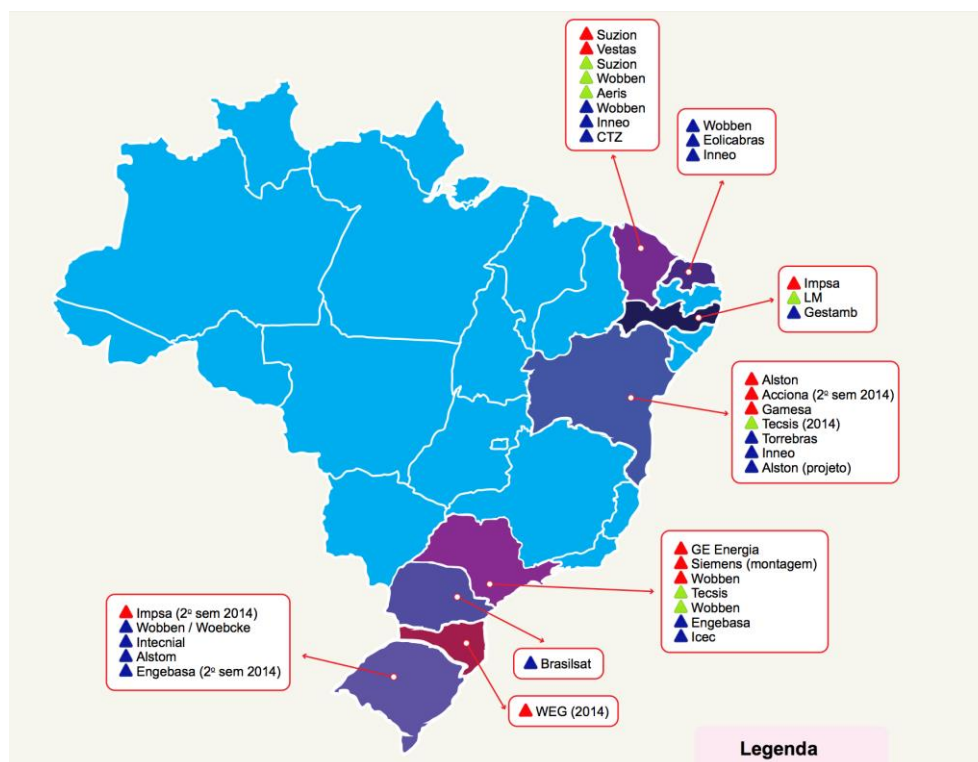 Suzion
Vestas
Suzion
Wobben
Aeris
Wobben
Inneo
CTZ
Wobben
Eolicabras
Inneo
Impsa
LM
Gestamb
Alston
Acciona (2º sem 2014)
Gamesa
Tecsis (2014)
Torrebras
Inneo
Alston (projeto)
GE Energia
Siemens (montagem)
Wobben
Tecsis
Wobben
Engebasa
Icec
Impsa (2º sem 2014)
Wobben / Woebcke
Intecnial
Alstom
Engebasa (2º sem 2014)
Brasilsat
WEG (2014)
Legenda